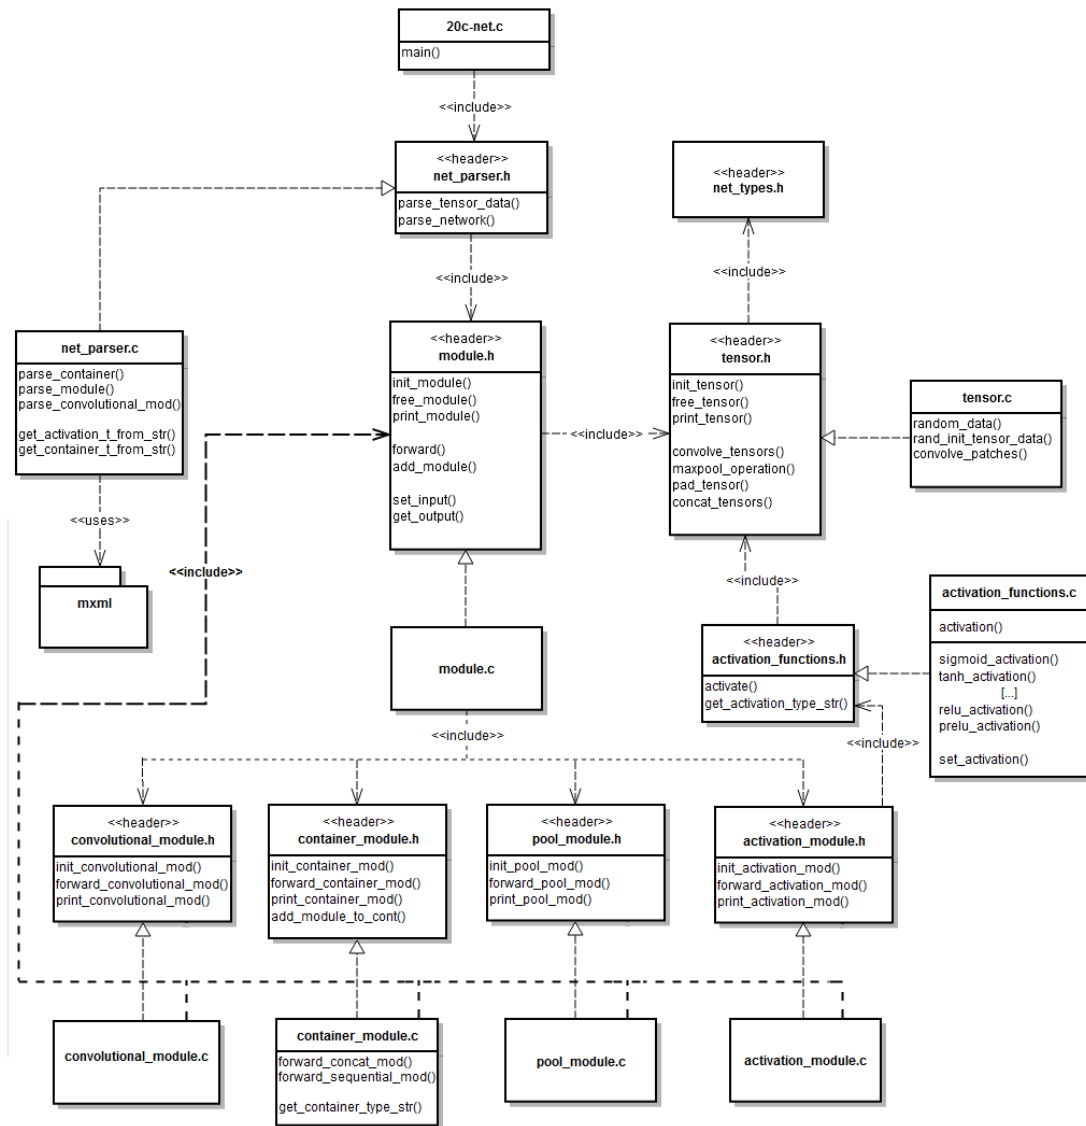 20c-net.c
main()
<<include>>
<<header>>
net_parser.h
parse_tensor_data()
parse_network()
<<header>>
net_types.h
<<include>>
<<include>>
net_parser.c
parse_container()
parse_module()
parse_convolutional_mod()
get_activation_t_from_str()
get_container_t_from_str()
<<header>>
module.h
init_module()
free_module()
print_module()
forward()
add_module()
set_input()
get_output()
<<include>>
<<header>>
tensor.h
init_tensor()
free_tensor()
print_tensor()
convolve_tensors()
maxpool_operation()
pad_tensor()
concat_tensors()
tensor.c
random_data()
rand_init_tensor_data()
convolve_patches()
<<uses>>
mxml
<<include>>
<<include>>
module.c
<<header>>
activation_functions.h
activate()
get_activation_type_str()
activation_functions.c
activation()
sigmoid_activation()
tanh_activation()
[...]
relu_activation()
prelu_activation()
set_activation()
<<include>>
<<include>>
<<header>>
convolutional_module.h
init_convolutional_mod()
forward_convolutional_mod()
print_convolutional_mod()
<<header>>
container_module.h
init_container_mod()
forward_container_mod()
print_container_mod()
add_module_to_cont()
<<header>>
pool_module.h
init_pool_mod()
forward_pool_mod()
print_pool_mod()
<<header>>
activation_module.h
init_activation_mod()
forward_activation_mod()
print_activation_mod()
convolutional_module.c
container_module.c
forward_concat_mod()
forward_sequential_mod()
get_container_type_str()
pool_module.c
activation_module.c